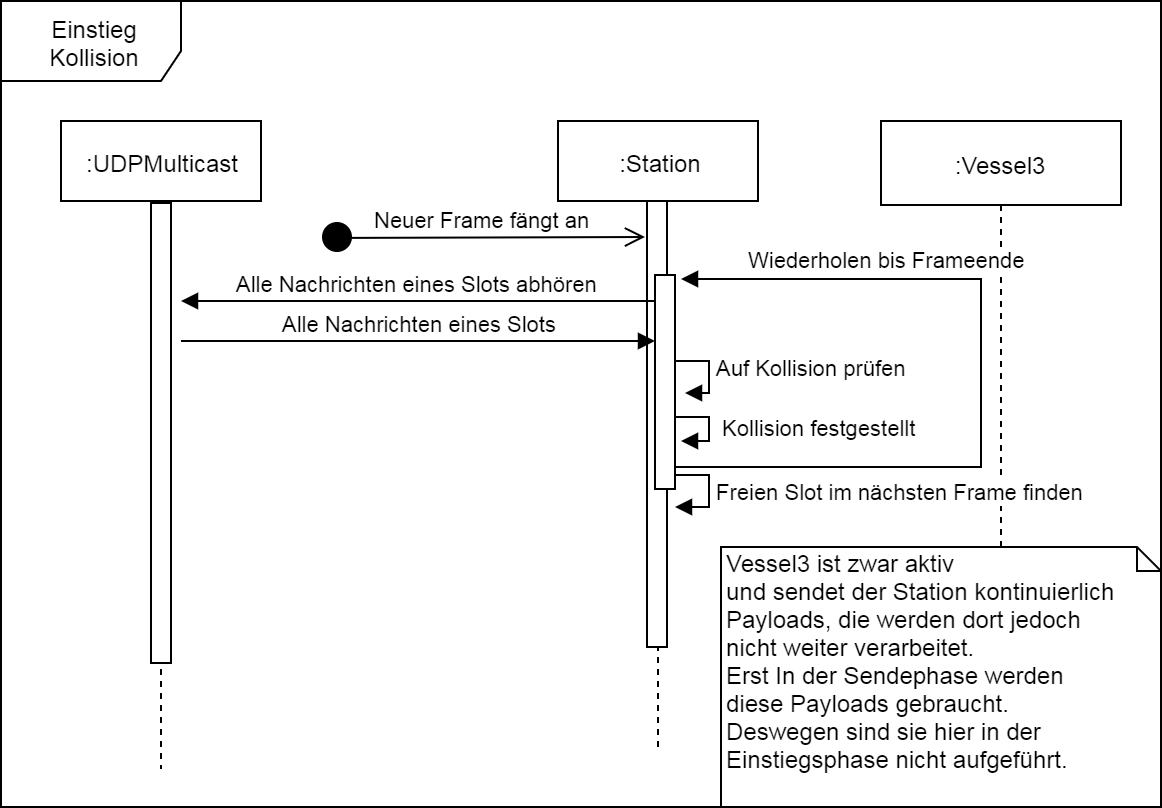 Einstieg
Kollision
:UDPMulticast
:Station
:Vessel3
Neuer Frame fängt an
Wiederholen bis Frameende
Alle Nachrichten eines Slots abhören
Alle Nachrichten eines Slots
Auf Kollision prüfen
Kollision festgestellt
Freien Slot im nächsten Frame finden
Vessel3 ist zwar aktiv
und sendet der Station kontinuierlich
Payloads, die werden dort jedoch
nicht weiter verarbeitet.
Erst In der Sendephase werden
diese Payloads gebraucht.
Deswegen sind sie hier in der
Einstiegsphase nicht aufgeführt.